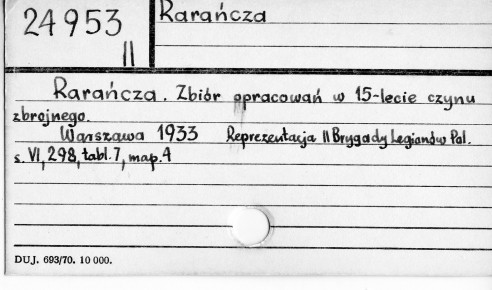 24953
II
Rarańcza
Rarańcza. Zbiór opracowań w 15-lecie czynu
zbrojnego.
Warszawa 1933 Reprezentacja II Brygady Legionów Pol.
s. VI, 298, tabl. 7, map. 4
DUJ. 693/70. 10 000.